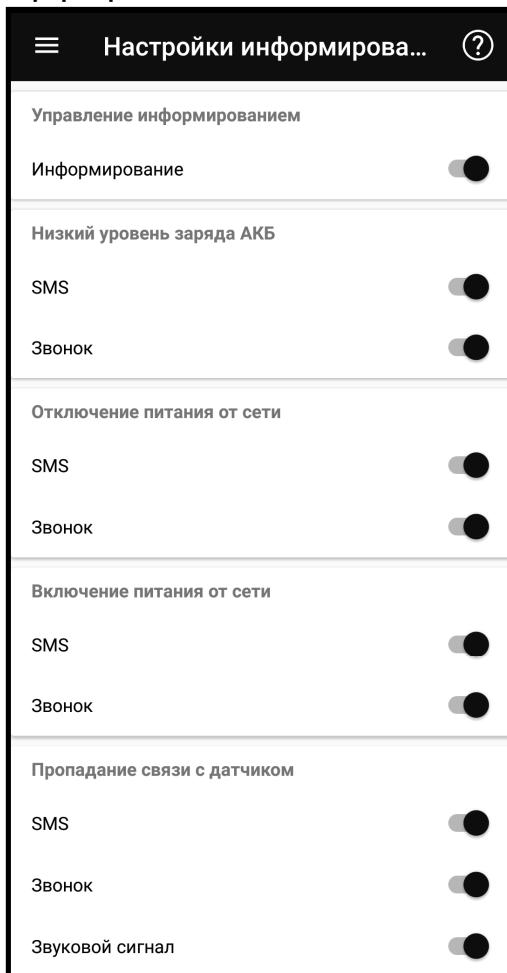 Настройки информирова...
Управление информированием
Информирование
Низкий уровень заряда АКБ
SMS
Звонок
Отключение питания от сети
SMS
Звонок
Включение питания от сети
SMS
Звонок
Пропадание связи с датчиком
SMS
Звонок
Звуковой сигнал